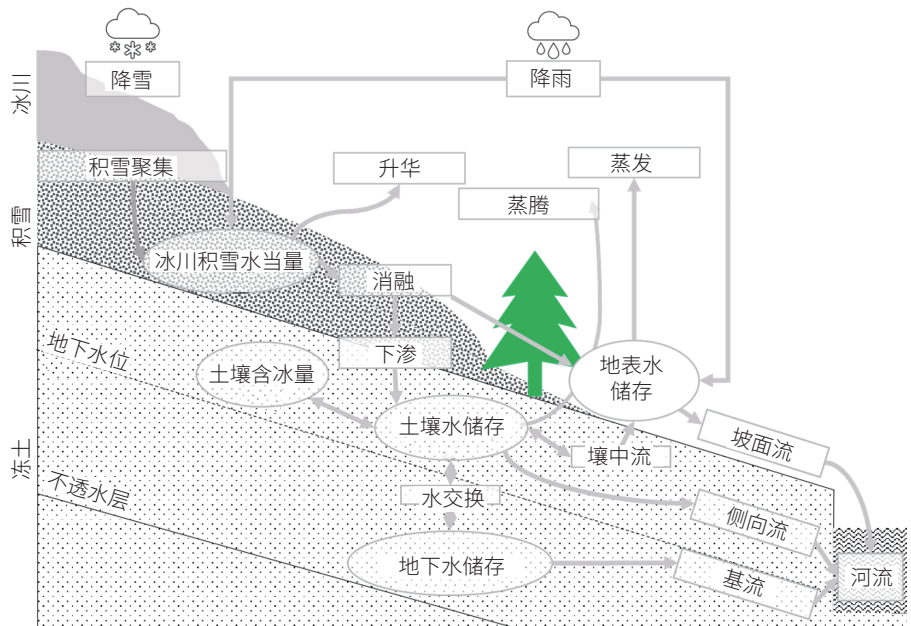 降雪
降雨
冰川
积雪聚集
升华
蒸发
蒸腾
积雪
冰川积雪水当量
消融
地下水位
下渗
土壤含冰量
地表水
储存
土壤水储存
坡面流
壤中流
冻土
不透水层
水交换
侧向流
地下水储存
基流
河流